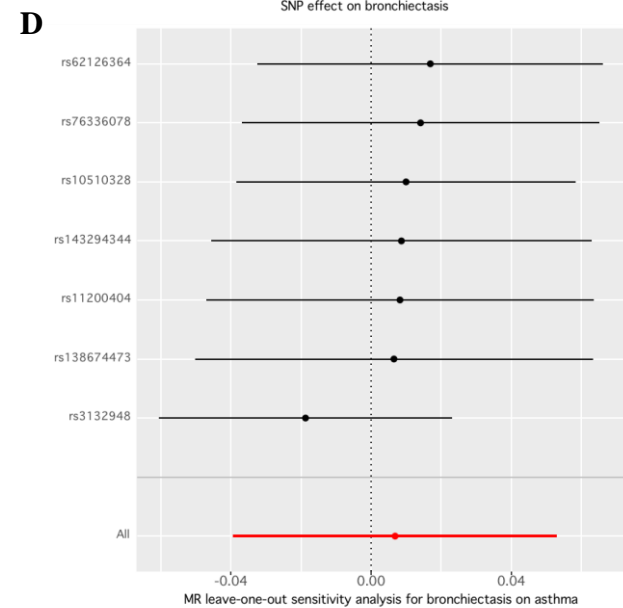 SNP effect on bronchiectasis
D
rs62126364
rs76336078
rs10510328
rs143294344
rs11200404
rs138674473
rs3132948
All
-0.04 0.00 0.04
MR leave-one-out sensitivity analysis for bronchiectasis on asthma